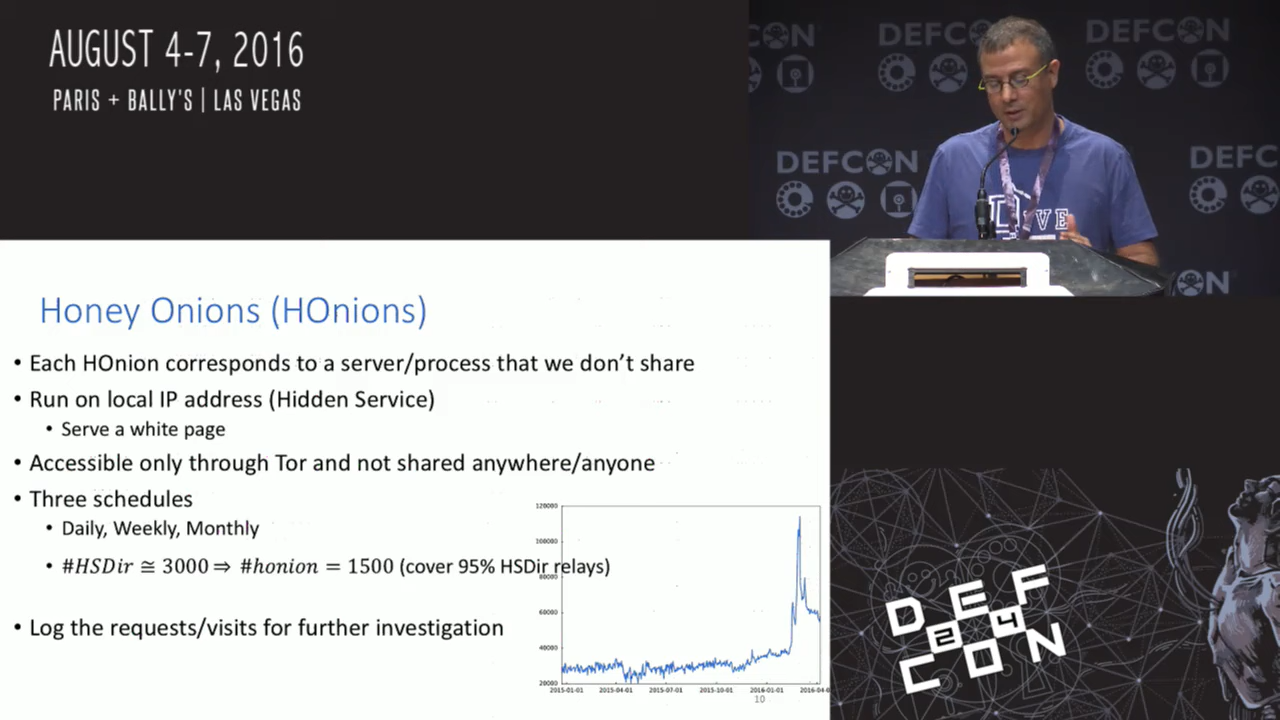 AUGUST 4-7, 2016
PARIS + BALLY'S | LAS VEGAS
DEFCON
DEFCON
DEFCON
Honey Onions (HOnions)
• Each HOnion corresponds to a server/process that we don't share
• Run on local IP address (Hidden Service)
• Serve a white page
• Accessible only through Tor and not shared anywhere/anyone
• Three schedules
• Daily, Weekly, Monthly
• #HSDir ≅ 3000 ⇒ #honion = 1500 (cover 95% HSDir relays)
• Log the requests/visits for further investigation
120000
100000
80000
60000
40000
20000
2015-01-01 2015-04-01 2015-07-01 2015-10-01 2016-01-01 2016-04-0
10
DEF
24
CON